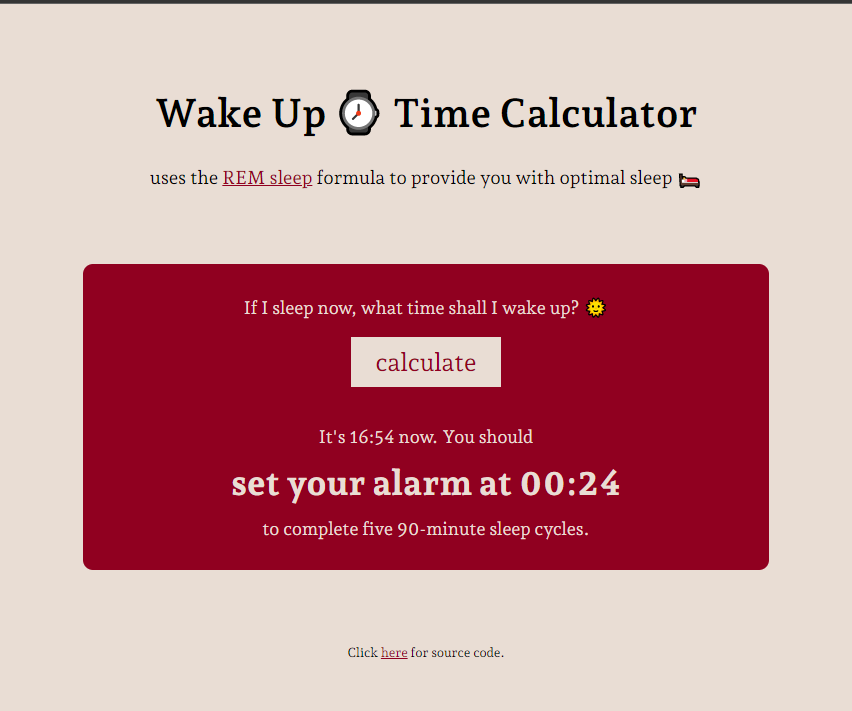 Wake Up ⌚ Time Calculator
uses the REM sleep formula to provide you with optimal sleep 🛏️
If I sleep now, what time shall I wake up? 🌞
calculate
It's 16:54 now. You should
set your alarm at 00:24
to complete five 90-minute sleep cycles.
Click here for source code.